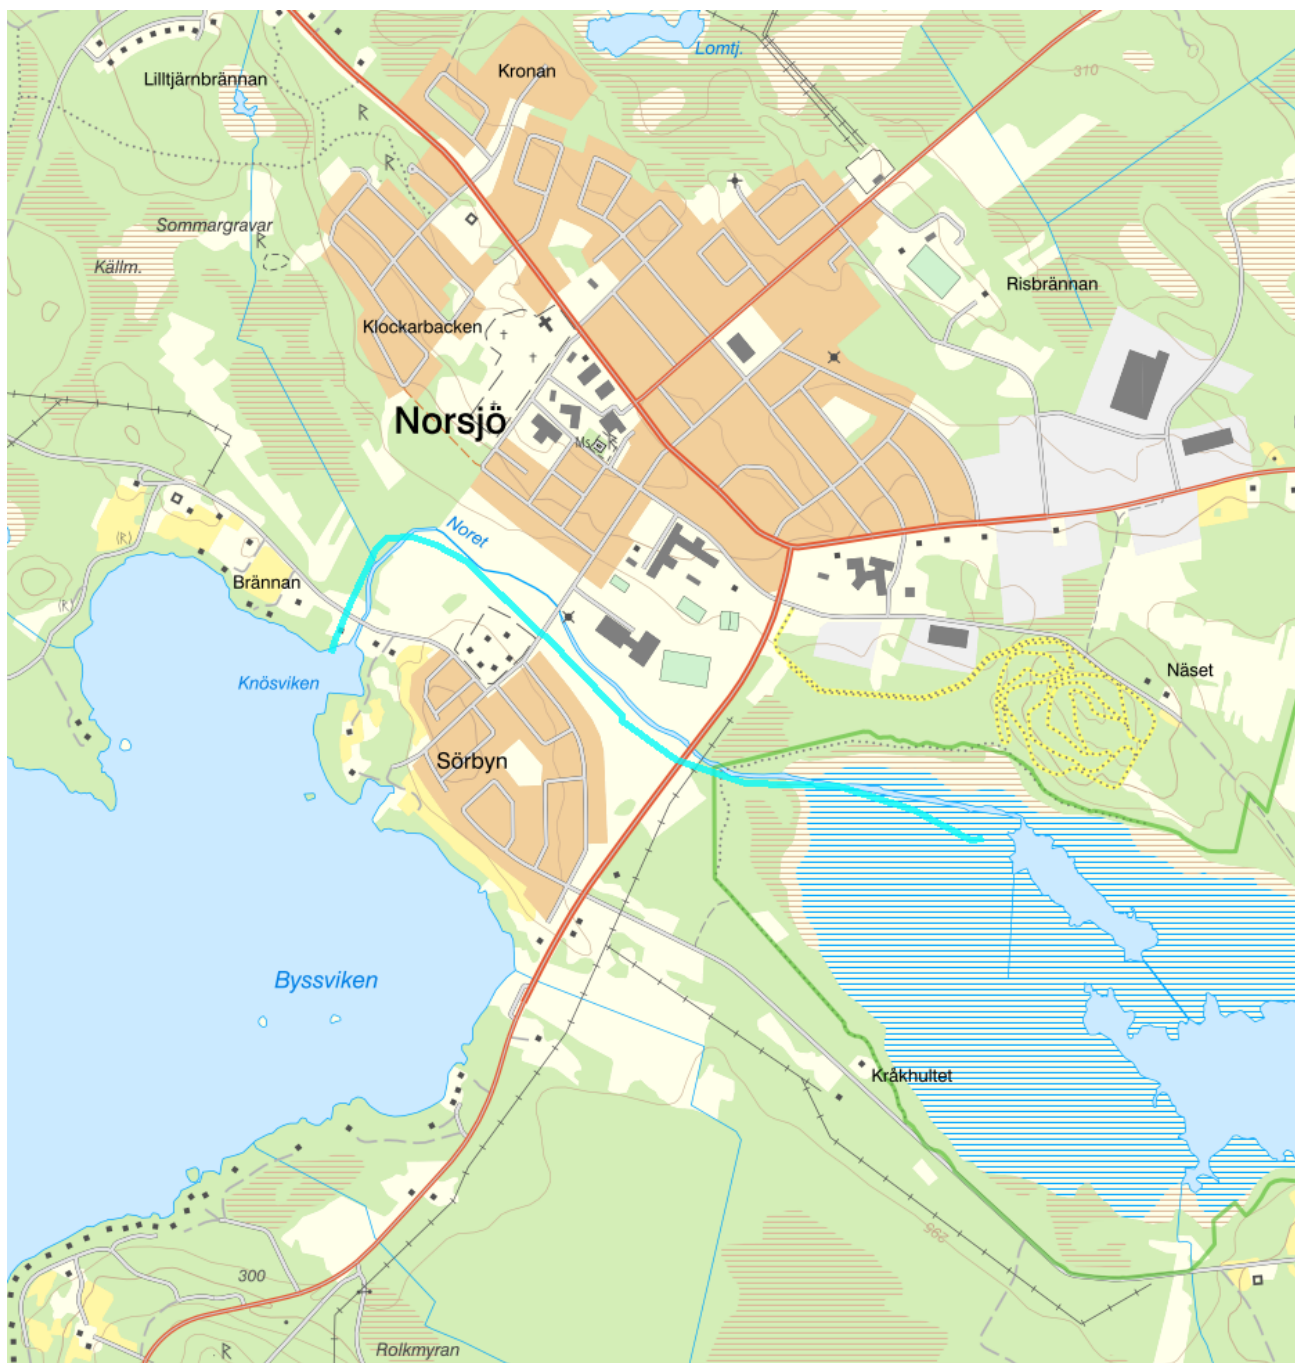 Lomtj.
Kronan
310
Lilltjärnbrännan
R
R
Sommargravar
R
Källm.
Risbrännan
Klockarbacken
Norsjö
Ms
R
Noret
(R)
Brännan
(R)
Knösviken
Näset
Sörbyn
Byssviken
Kråkhultet
295
300
Rolkmyran
R